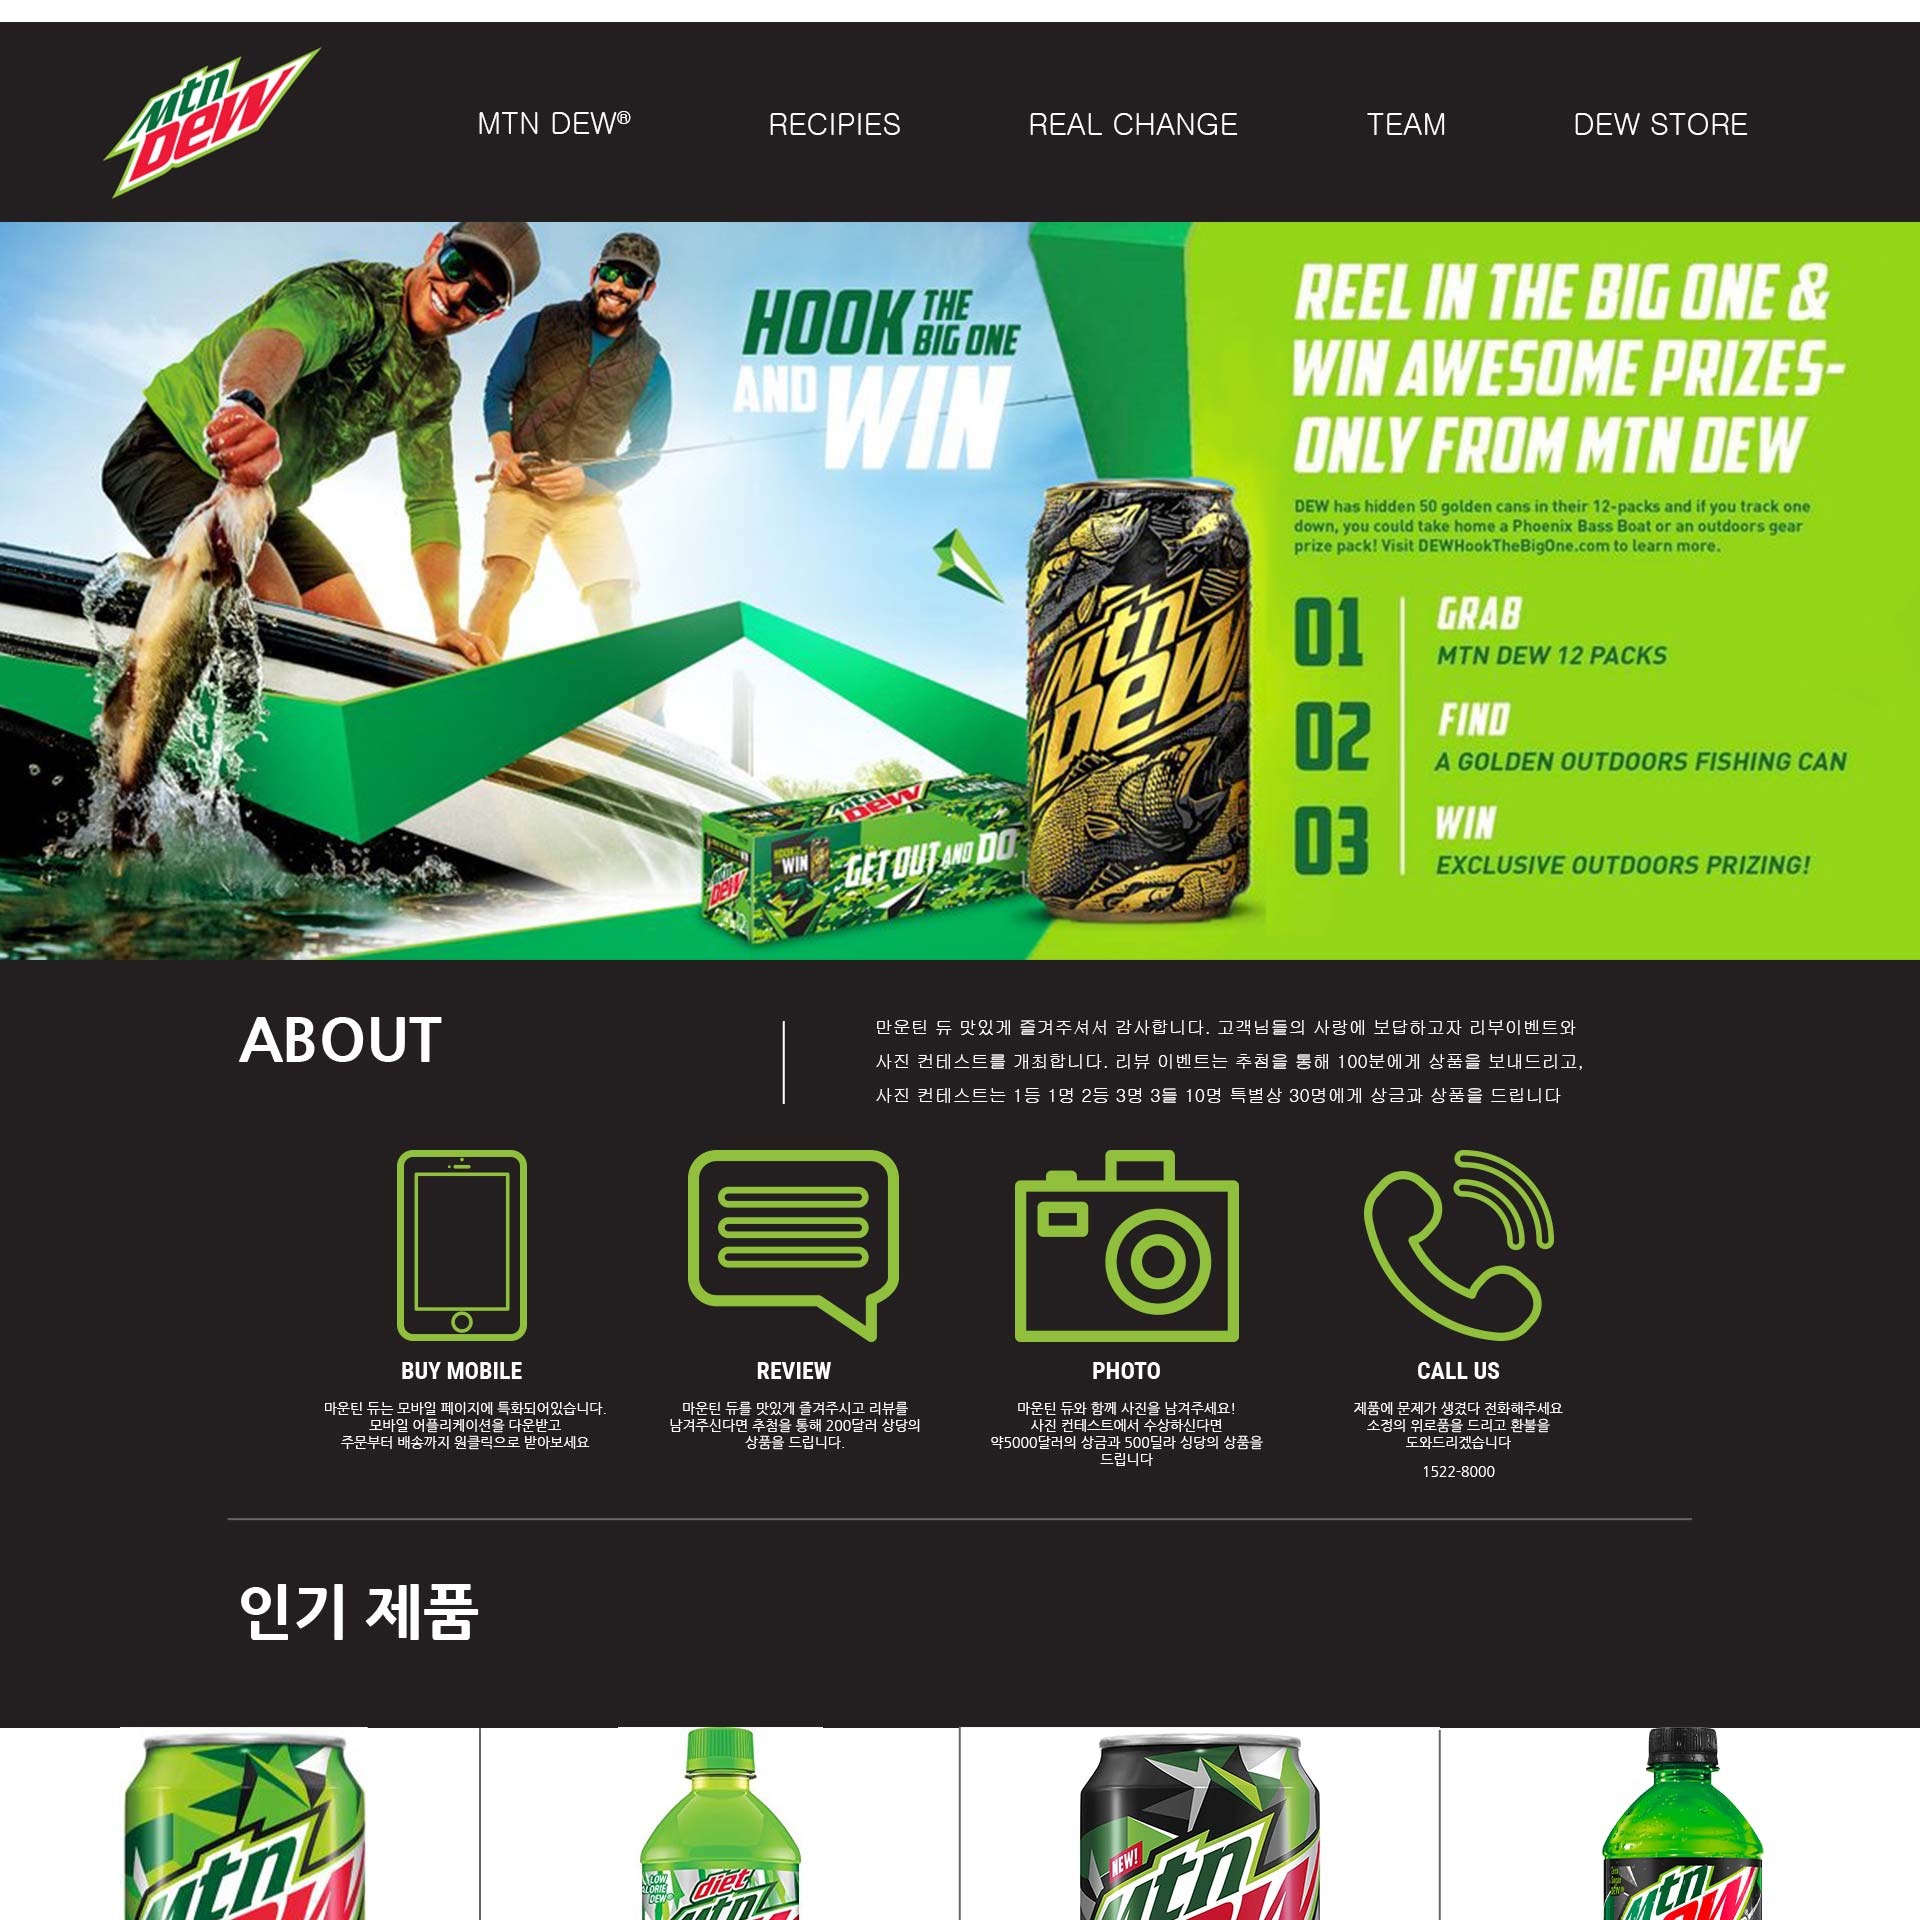 Mtn
DEW
MTN DEW®
RECIPIES
REAL CHANGE
TEAM
DEW STORE
HOOK THE
BIG ONE
AND WIN
REEL IN THE BIG ONE &
WIN AWESOME PRIZES-
ONLY FROM MTN DEW
DEW has hidden 50 golden cans in their 12-packs and if you track one
down, you could take home a Phoenix Bass Boat or an outdoors gear
prize pack! Visit DEWHookTheBigOne.com to learn more.
01 GRAB
MTN DEW 12 PACKS
02 FIND
A GOLDEN OUTDOORS FISHING CAN
03 WIN
EXCLUSIVE OUTDOORS PRIZING!
Mtn
DEW
Mtn
DEW
WIN
GET OUT AND DO
Mtn
DEW
ABOUT
만운틴 듀 맛있게 즐겨주셔서 감사합니다. 고객님들의 사랑에 보답하고자 리부이벤트와
사진 컨테스트를 개최합니다. 리뷰 이벤트는 추첨을 통해 100분에게 상품을 보내드리고,
사진 컨테스트는 1등 1명 2등 3명 3들 10명 특별상 30명에게 상금과 상품을 드립니다
BUY MOBILE
마운틴 듀는 모바일 페이지에 특화되어있습니다.
모바일 어플리케이션을 다운받고
주문부터 배송까지 원클릭으로 받아보세요
REVIEW
마운틴 듀를 맛있게 즐겨주시고 리뷰를
남겨주신다면 추첨을 통해 200달러 상당의
상품을 드립니다.
PHOTO
마운틴 듀와 함께 사진을 남겨주세요!
사진 컨테스트에서 수상하신다면
약5000달러의 상금과 500딜라 싱당의 상품을
드립니다
CALL US
제품에 문제가 생겼다 전화해주세요
소경의 위로품을 드리고 환불을
도와드리겠습니다
1522-8000
인기 제품
Mtn
LOW
CALORIE
DEW
diet
Mtn
NEW!
Mtn
Mtn